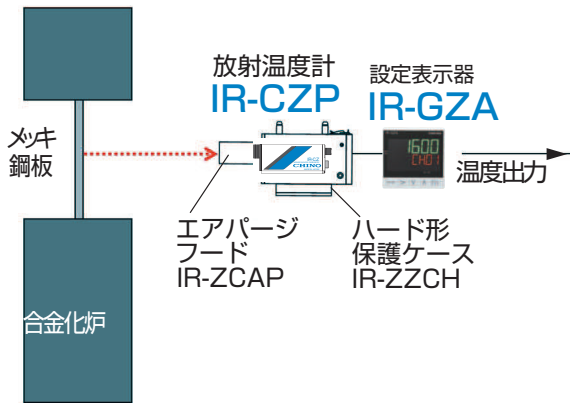 放射温度計
IR-CZP
設定表示器
IR-GZA
メッキ
鋼板
1600
CH01
IR-CZ
CHINO
温度出力
エアパージ
フード
IR-ZCAP
ハード形
保護ケース
IR-ZZCH
合金化炉